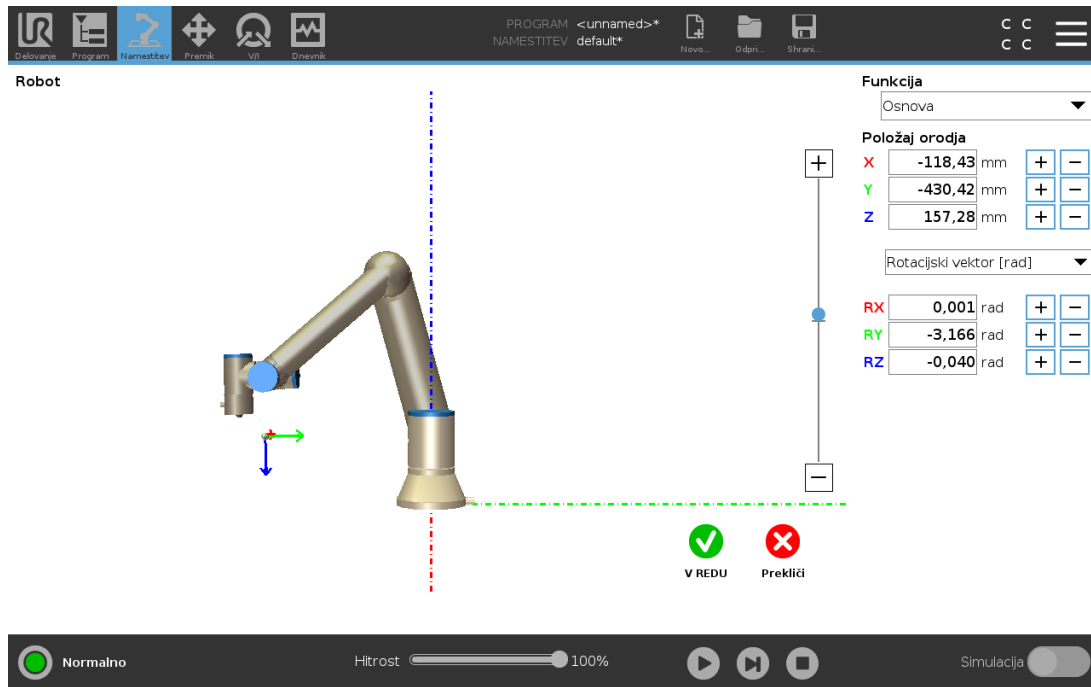 UR
Delovanje
Program
Namestitev
Premik
V/I
Dnevnik
PROGRAM <unnamed>*
NAMESTITEV default*
Novo...
Odpri...
Shrani...
C C
C C
Robot
Funkcija
Osnova
Položaj orodja
X -118,43 mm + −
Y -430,42 mm + −
Z 157,28 mm + −
Rotacijski vektor [rad]
RX 0,001 rad + −
RY -3,166 rad + −
RZ -0,040 rad + −
+
−
V REDU
Prekliči
Normalno
Hitrost 100%
Simulacija